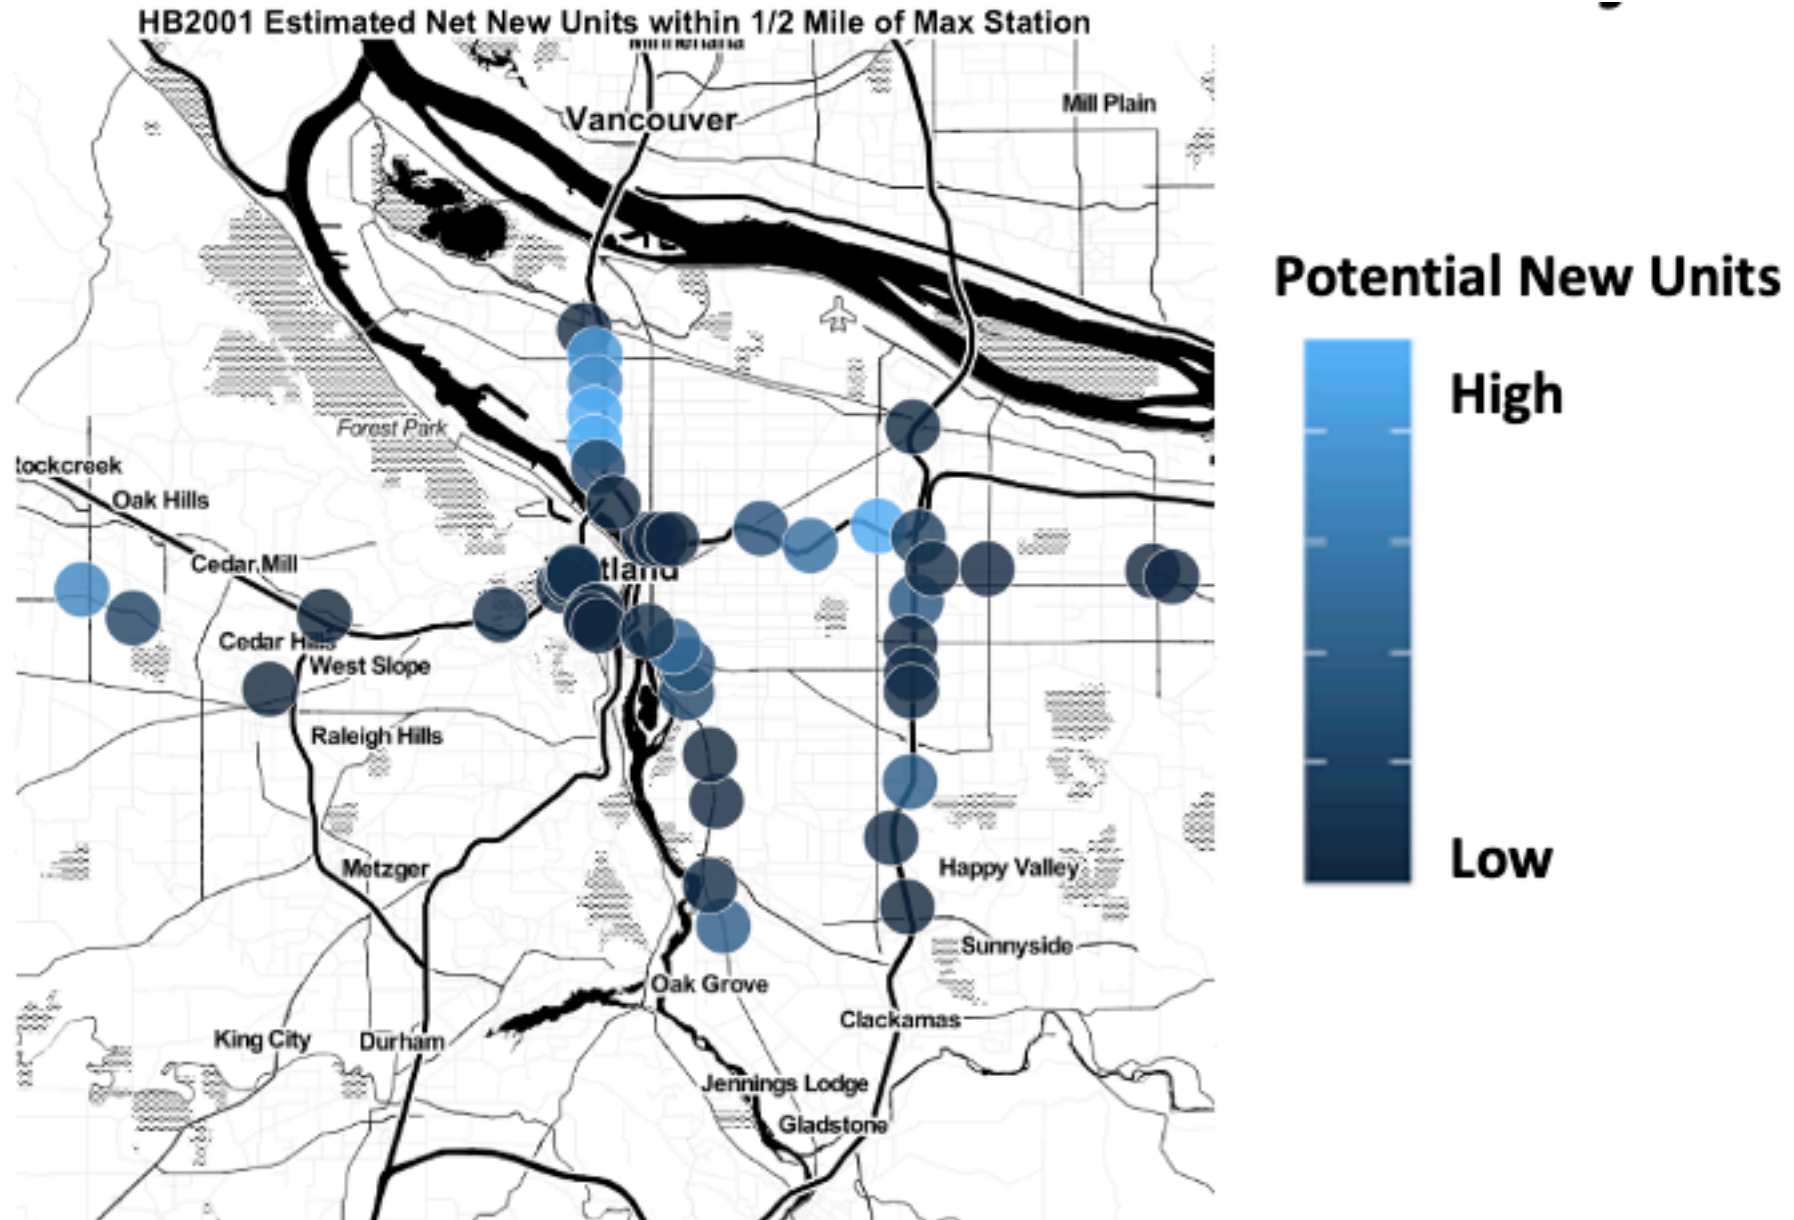 HB2001 Estimated Net New Units within 1/2 Mile of Max Station
Vancouver
Mill Plain
Potential New Units
High
Forest Park
Oak Hills
Cedar Mill
tland
Cedar Hills
West Slope
Raleigh Hills
Metzger
Happy Valley
Low
Sunnyside
Oak Grove
Clackamas
King City
Durham
Jennings Lodge
Gladstone